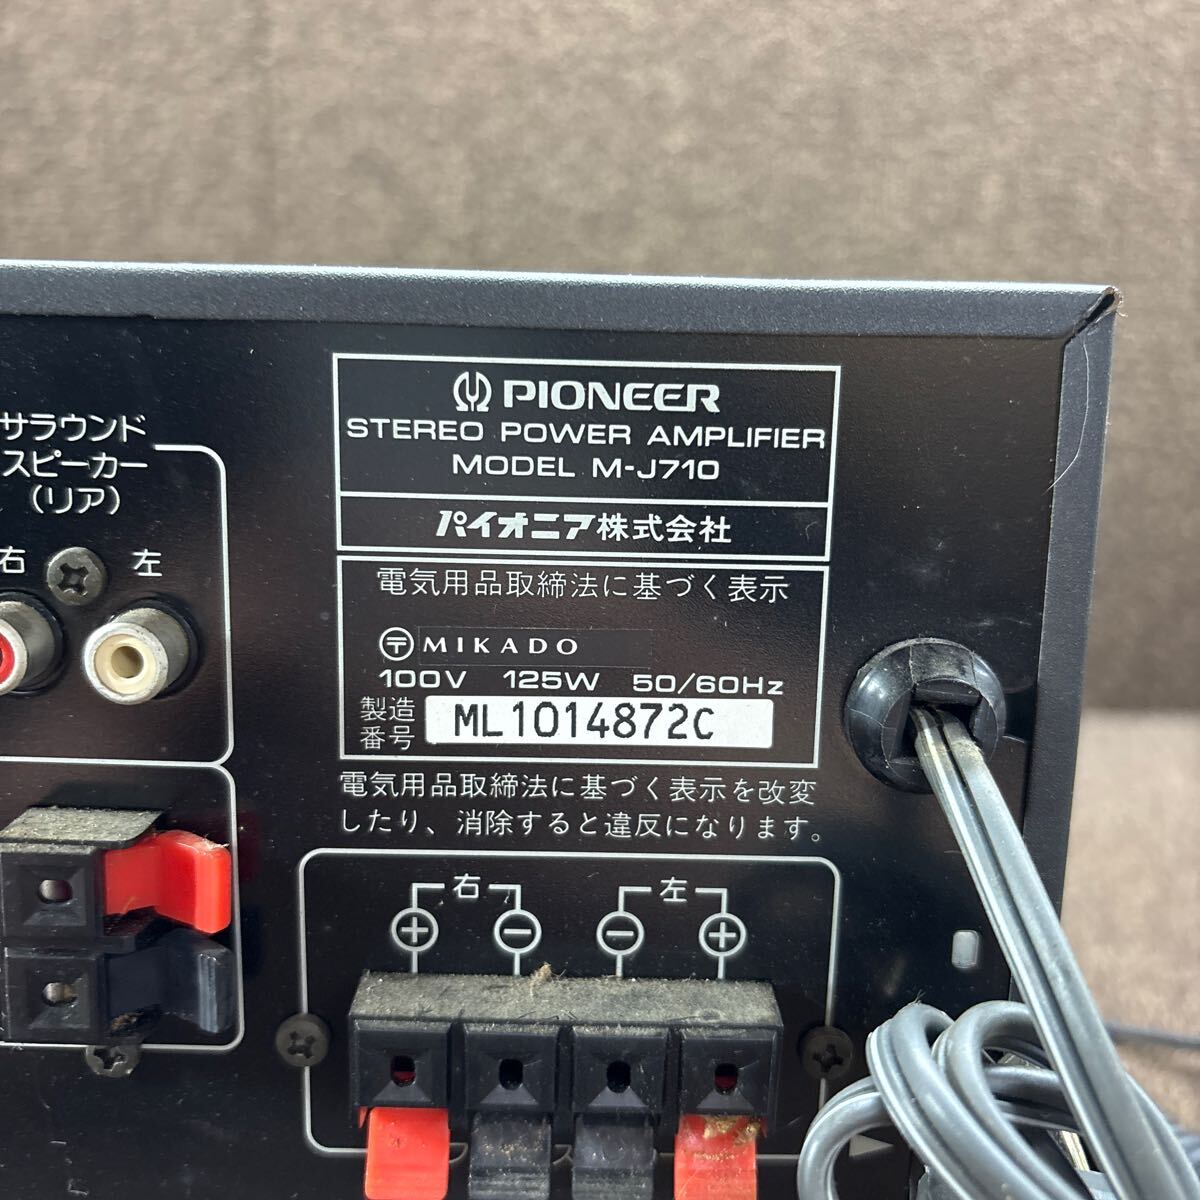 サラウンド
スピーカー
(リア)
右 左
PIONEER
STEREO POWER AMPLIFIER
MODEL M-J710
パイオニア株式会社
電気用品取締法に基づく表示
〒 MIKADO
100V 125W 50/60Hz
製造
番号
ML1014872C
電気用品取締法に基づく表示を改変
したり、消除すると違反になります。
右 左
+ − − +